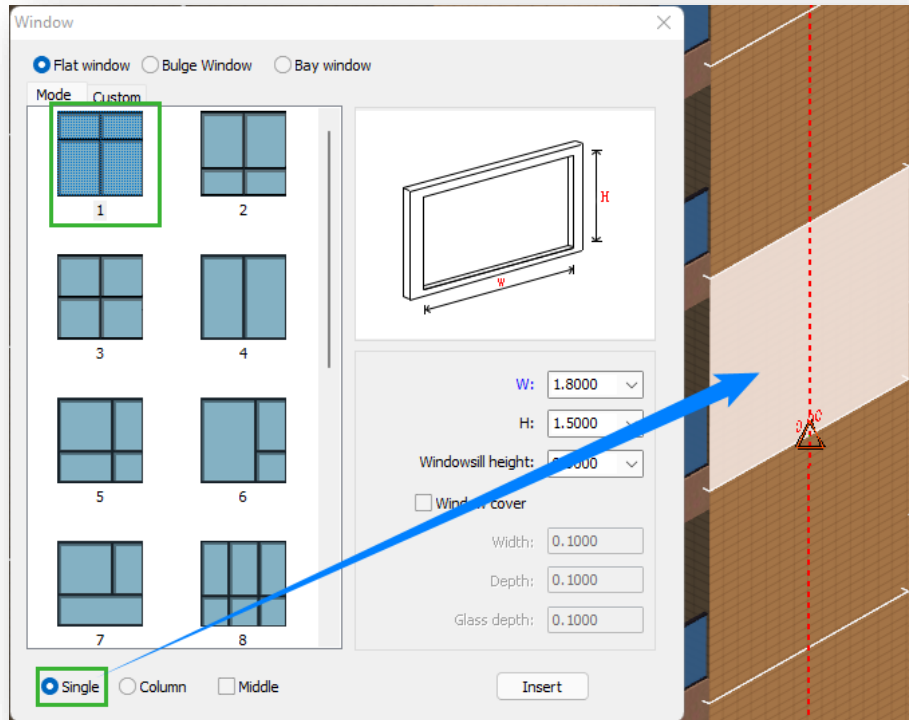 Window
Flat window Bulge Window Bay window
Mode Custom
1 2
H
W
3 4
W: 1.8000
H: 1.5000
Windowsill height:
5 6
Window cover
Width: 0.1000
Depth: 0.1000
Glass depth: 0.1000
7 8
Single Column Middle Insert